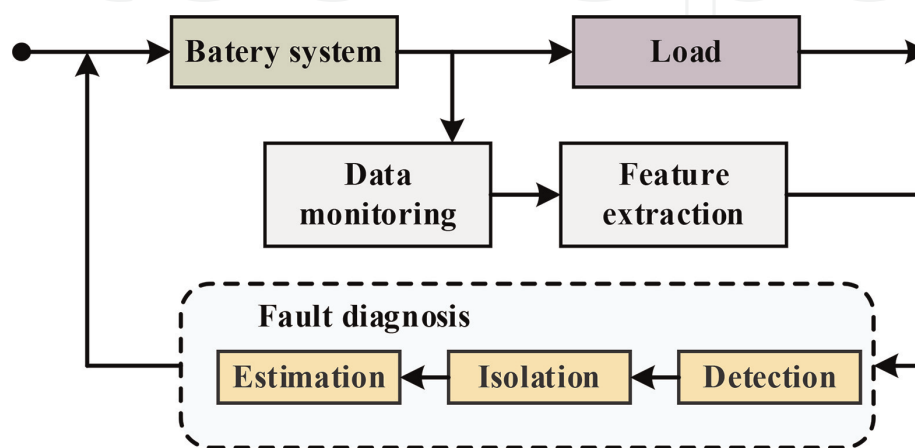 Batery system
Load
Data
monitoring
Feature
extraction
Fault diagnosis
Estimation
Isolation
Detection